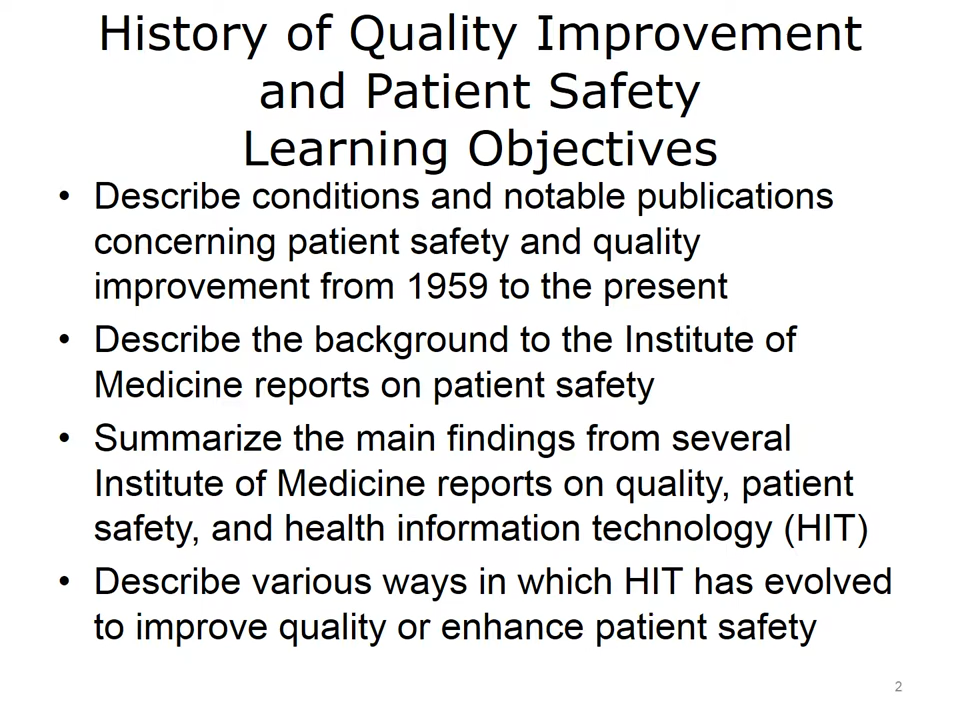 History of Quality Improvement
and Patient Safety
Learning Objectives
• Describe conditions and notable publications
concerning patient safety and quality
improvement from 1959 to the present
• Describe the background to the Institute of
Medicine reports on patient safety
• Summarize the main findings from several
Institute of Medicine reports on quality, patient
safety, and health information technology (HIT)
• Describe various ways in which HIT has evolved
to improve quality or enhance patient safety
2